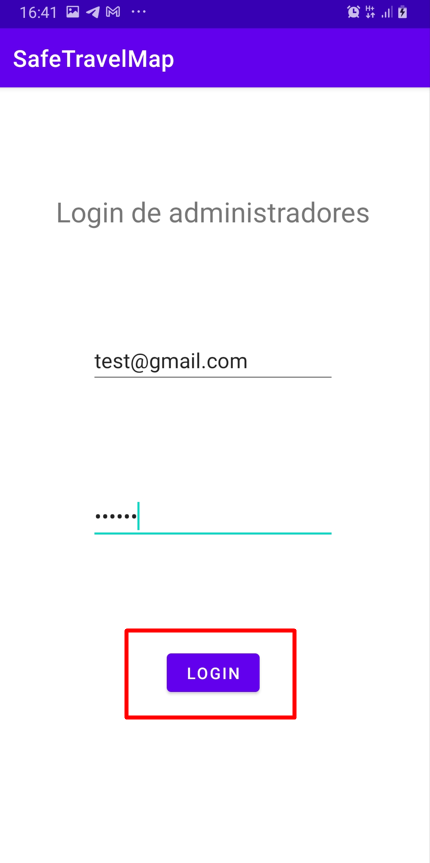 16:41
SafeTravelMap
Login de administradores
test@gmail.com
••••••
LOGIN